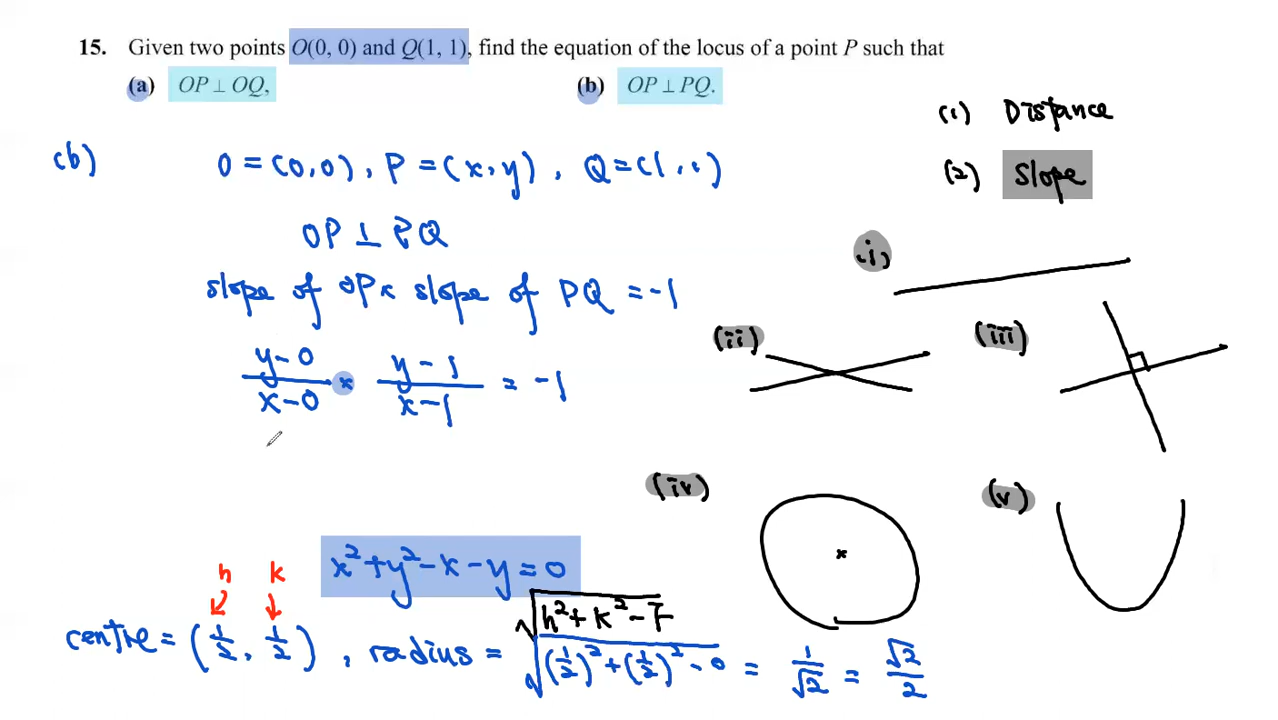 15. Given two points O(0, 0) and Q(1, 1), find the equation of the locus of a point P such that
(a) OP ⊥ OQ, (b) OP ⊥ PQ.
(1) Distance
(2) Slope
(b) O = (0,0), P = (x,y), Q = (1,1)
OP ⊥ PQ
slope of OP × slope of PQ = -1
y-0 / x-0 × y-1 / x-1 = -1
(i)
(ii) (iii)
(iv) (v)
x² + y² - x - y = 0
h k
√h² + k² - F
centre = (1/2, 1/2), radius = √(1/2)² + (1/2)² - 0 = 1/√2 = √2/2